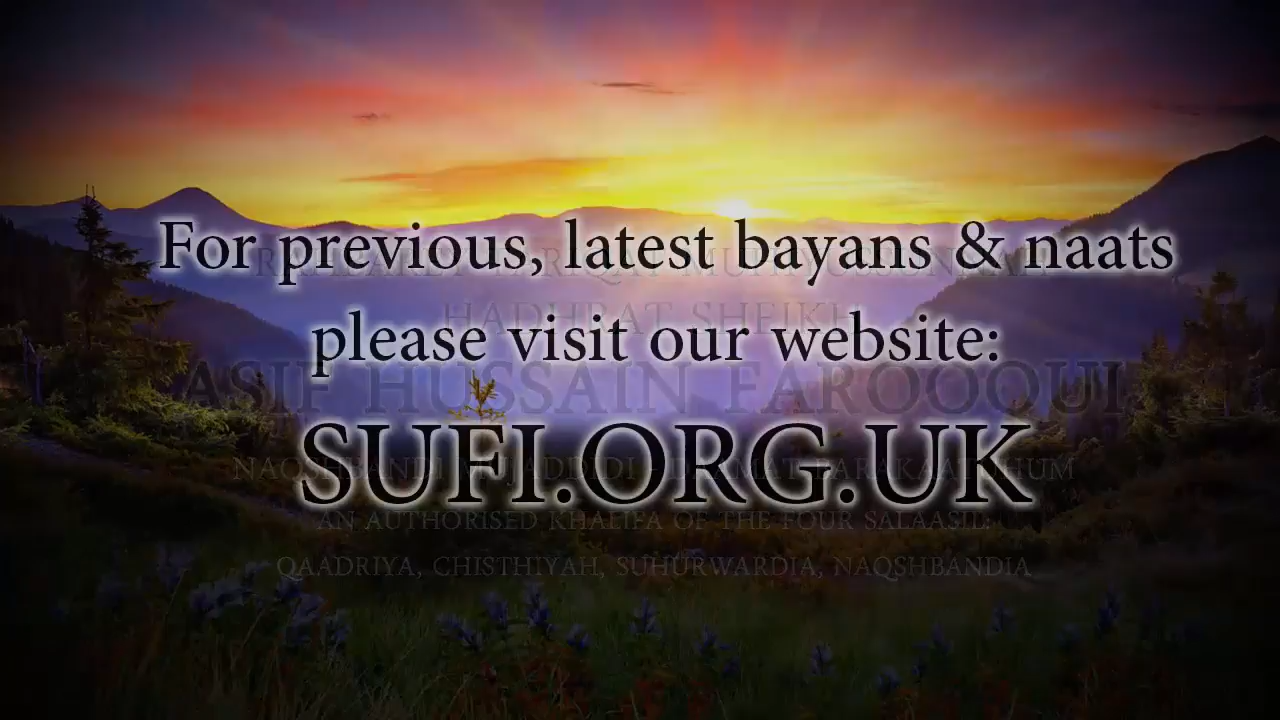 For previous, latest bayans & naats
HADHRAT SHEIKH
please visit our website:
ASIF HUSSAIN FAROOQUI
SUFI.ORG.UK
AN AUTHORISED KHALIFA OF THE FOUR SALAASIL:
QAADRIYA, CHISTHIYAH, SUHURWARDIA, NAQSHBANDIA